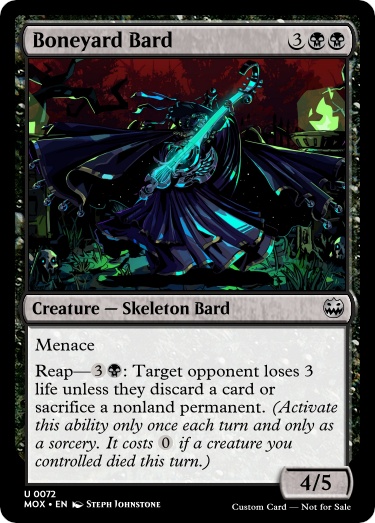 Boneyard Bard 3
Creature — Skeleton Bard
Menace
Reap—3: Target opponent loses 3
life unless they discard a card or
sacrifice a nonland permanent. (Activate
this ability only once each turn and only as
a sorcery. It costs 0 if a creature you
controlled died this turn.)
4/5
U 0072
MOX • EN Steph Johnstone
Custom Card — Not for Sale